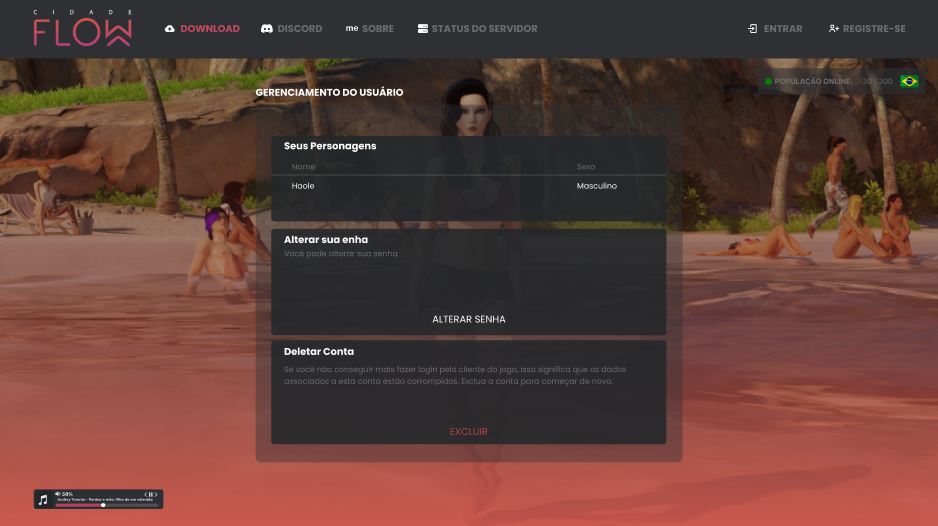 CIDADE
FLOW
DOWNLOAD
DISCORD
me SOBRE
STATUS DO SERVIDOR
ENTRAR
REGISTRE-SE
POPULAÇÃO ONLINE: 30 / 300
GERENCIAMENTO DO USUÁRIO
Seus Personagens
Nome Sexo
Haole Masculino
Alterar sua enha
Você pode alterar sua senha
ALTERAR SENHA
Deletar Conta
Se você não conseguir mais fazer login pelo cliente do jogo, isso significa que os dados
associados a esta conta estão corrompidos. Exclua a conta para começar de novo.
EXCLUIR
50%